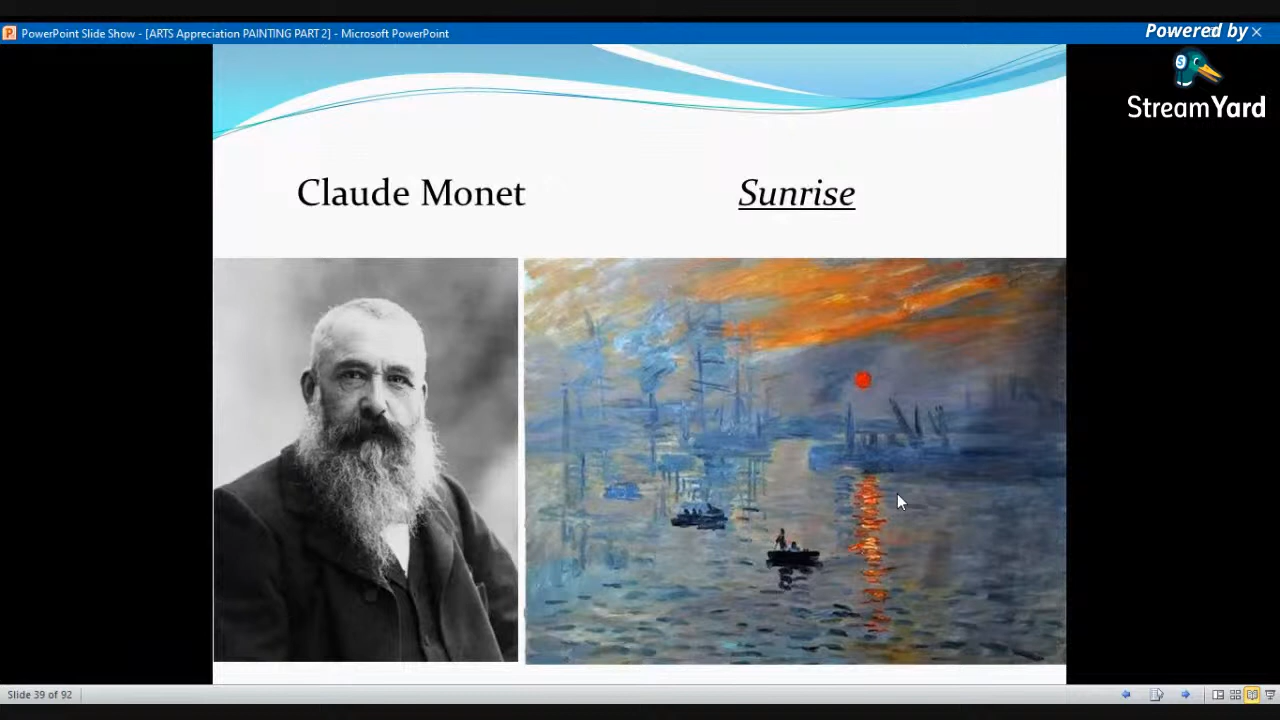 PowerPoint Slide Show - [ARTS Appreciation PAINTING PART 2] - Microsoft PowerPoint
Powered by
StreamYard
Claude Monet
Sunrise
Slide 39 of 92